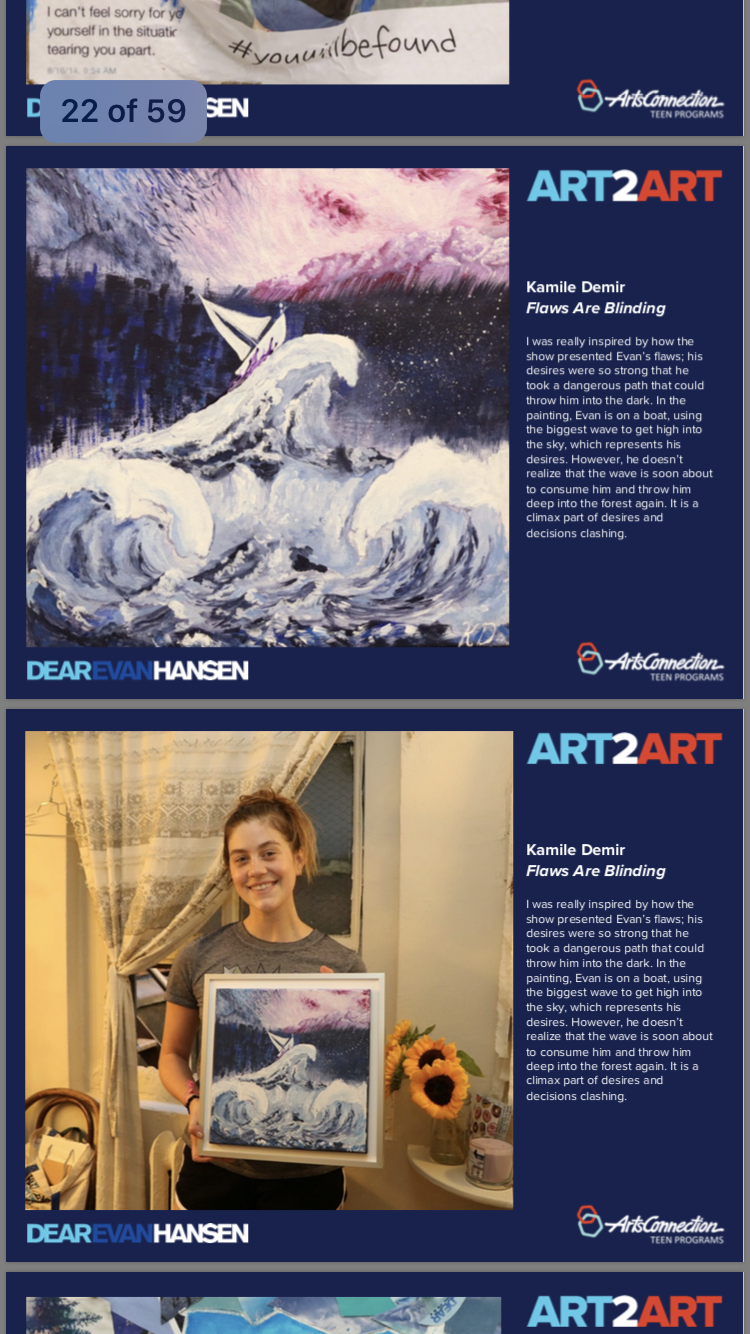 I can't feel sorry for
yourself in the
tearing you apart.
8/16/14, 9:54 AM
#youwillbefound
22 of 59
D SEN
ArtsConnection
TEEN PROGRAMS
ART2ART
Kamile Demir
Flaws Are Blinding
I was really inspired by how the
show presented Evan's flaws; his
desires were so strong that he
took a dangerous path that could
throw him into the dark. In the
painting, Evan is on a boat, using
the biggest wave to get high into
the sky, which represents his
desires. However, he doesn't
realize that the wave is soon about
to consume him and throw him
deep into the forest again. It is a
climax part of desires and
decisions clashing.
KD
DEAREVANHANSEN
ArtsConnection
TEEN PROGRAMS
ART2ART
Kamile Demir
Flaws Are Blinding
I was really inspired by how the
show presented Evan's flaws; his
desires were so strong that he
took a dangerous path that could
throw him into the dark. In the
painting, Evan is on a boat, using
the biggest wave to get high into
the sky, which represents his
desires. However, he doesn't
realize that the wave is soon about
to consume him and throw him
deep into the forest again. It is a
climax part of desires and
decisions clashing.
DEAREVANHANSEN
ArtsConnection
TEEN PROGRAMS
DEAR
ART2ART